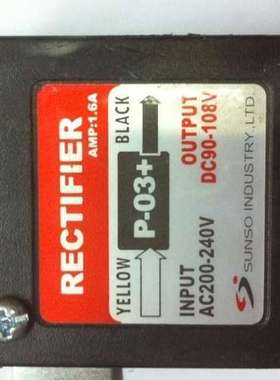 RECTIFIER
AMP:1.6A
YELLOW
P-03+
BLACK
INPUT
AC200-240V
OUTPUT
DC90-108V
SUNSO INDUSTRY.,LTD